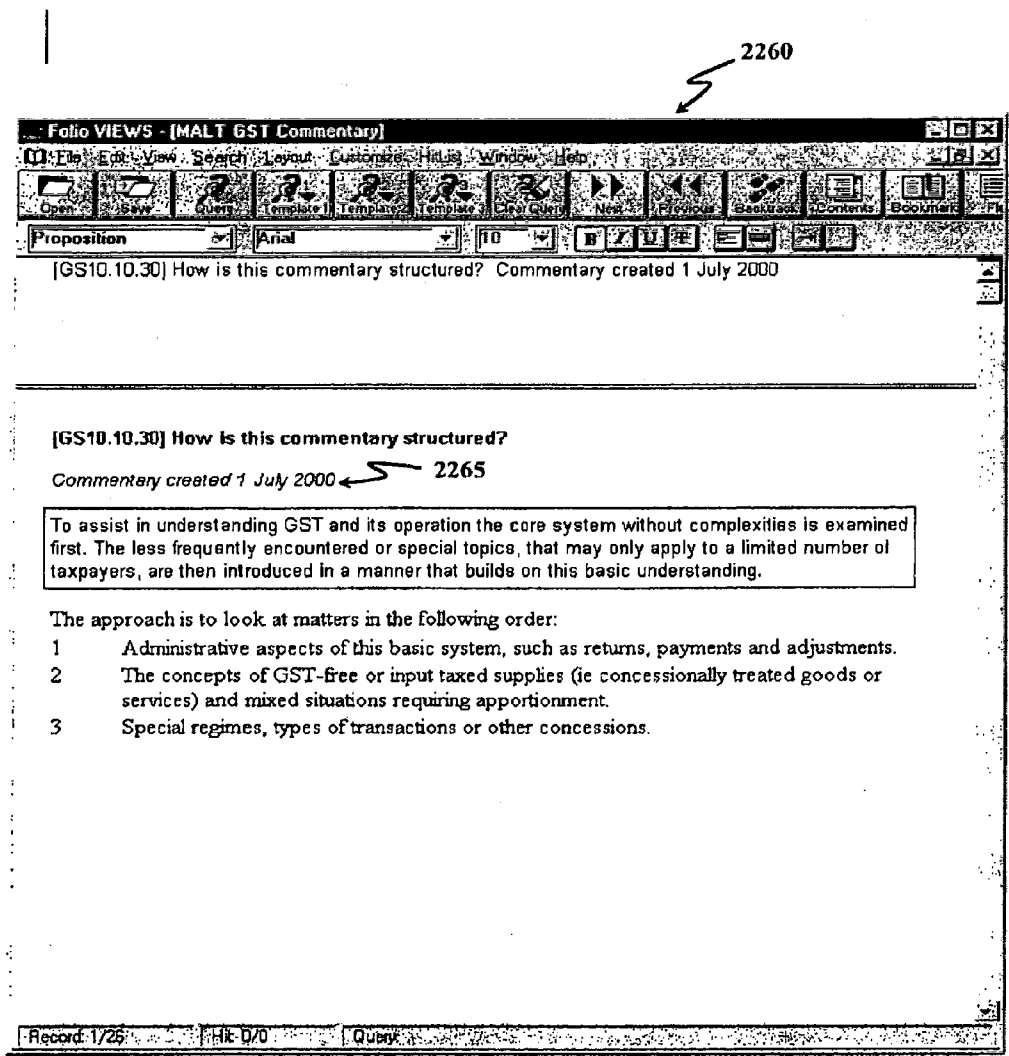 2260
Folio VIEWS - [MALT GST Commentary]
File Edit View Search Layout Customize HitList Window Help
Open Save Query Template 1 Template Template Clear Query Next Previous Backtrack Contents Bookmark
Proposition Arial 10 B I U
[GS10.10.30] How is this commentary structured? Commentary created 1 July 2000
[GS10.10.30] How is this commentary structured?
Commentary created 1 July 2000 2265
To assist in understanding GST and its operation the core system without complexities is examined
first. The less frequently encountered or special topics, that may only apply to a limited number of
taxpayers, are then introduced in a manner that builds on this basic understanding.
The approach is to look at matters in the following order:
1 Administrative aspects of this basic system, such as returns, payments and adjustments.
2 The concepts of GST-free or input taxed supplies (ie concessionally treated goods or
services) and mixed situations requiring apportionment.
3 Special regimes, types of transactions or other concessions.
Record: 1/26 Hit: 0/0 Query: